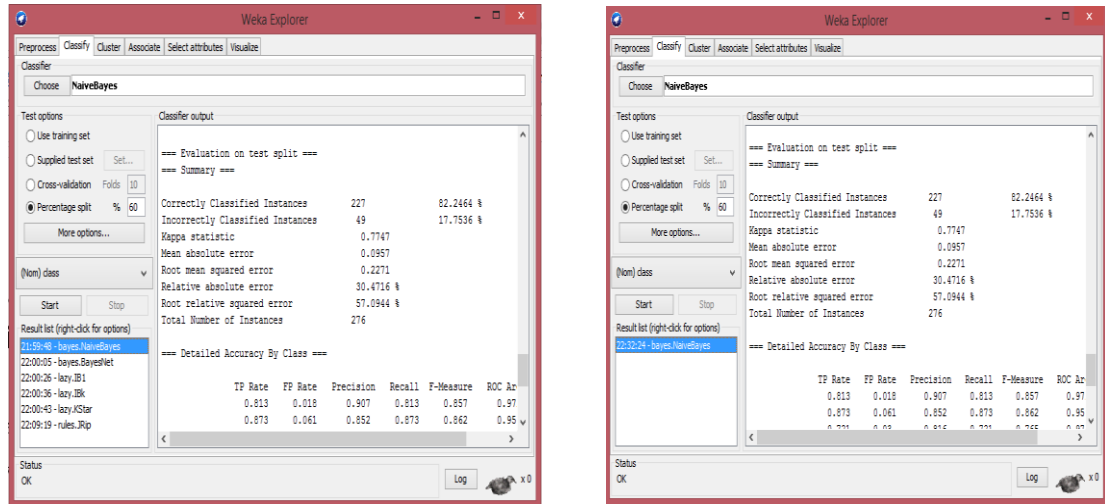 Weka Explorer
Preprocess Classify Cluster Associate Select attributes Visualize
Classifier
Choose NaiveBayes
Test options
Use training set
Supplied test set Set...
Cross-validation Folds 10
Percentage split % 60
More options...
(Nom) class
Start Stop
Result list (right-click for options)
21:59:48 - bayes.NaiveBayes
22:00:05 - bayes.BayesNet
22:00:26 - lazy.IB1
22:00:36 - lazy.IBk
22:00:43 - lazy.KStar
22:09:19 - rules.JRip
Classifier output
=== Evaluation on test split ===
=== Summary ===
Correctly Classified Instances 227 82.2464 %
Incorrectly Classified Instances 49 17.7536 %
Kappa statistic 0.7747
Mean absolute error 0.0957
Root mean squared error 0.2271
Relative absolute error 30.4716 %
Root relative squared error 57.0944 %
Total Number of Instances 276
=== Detailed Accuracy By Class ===
TP Rate FP Rate Precision Recall F-Measure ROC Ar
0.813 0.018 0.907 0.813 0.857 0.97
0.873 0.061 0.852 0.873 0.862 0.95
Status
OK
Log x 0
Weka Explorer
Preprocess Classify Cluster Associate Select attributes Visualize
Classifier
Choose NaiveBayes
Test options
Use training set
Supplied test set Set...
Cross-validation Folds 10
Percentage split % 60
More options...
(Nom) class
Start Stop
Result list (right-click for options)
22:32:24 - bayes.NaiveBayes
Classifier output
=== Evaluation on test split ===
=== Summary ===
Correctly Classified Instances 227 82.2464 %
Incorrectly Classified Instances 49 17.7536 %
Kappa statistic 0.7747
Mean absolute error 0.0957
Root mean squared error 0.2271
Relative absolute error 30.4716 %
Root relative squared error 57.0944 %
Total Number of Instances 276
=== Detailed Accuracy By Class ===
TP Rate FP Rate Precision Recall F-Measure ROC Ar
0.813 0.018 0.907 0.813 0.857 0.97
0.873 0.061 0.852 0.873 0.862 0.95
0.721 0.03 0.816 0.721 0.765 0.97
Status
OK
Log x 0